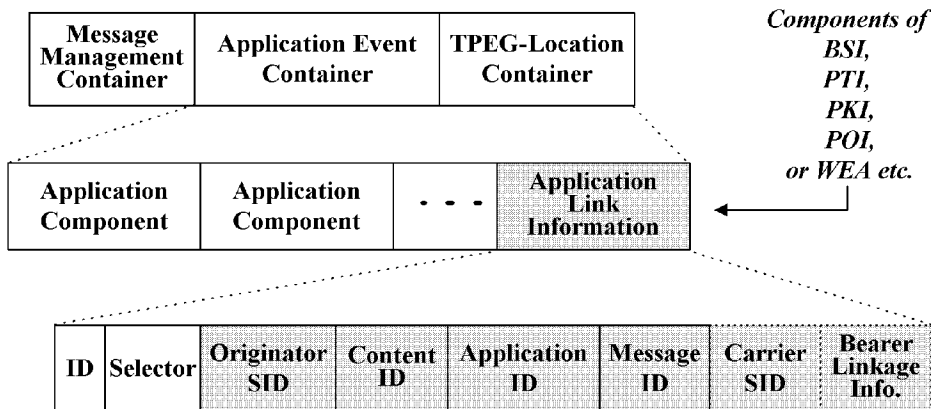 Message
Management
Container
Application Event
Container
TPEG-Location
Container
Components of
BSI,
PTI,
PKI,
POI,
or WEA etc.
Application
Component
Application
Component
- - -
Application
Link
Information
ID
Selector
Originator
SID
Content
ID
Application
ID
Message
ID
Carrier
SID
Bearer
Linkage
Info.